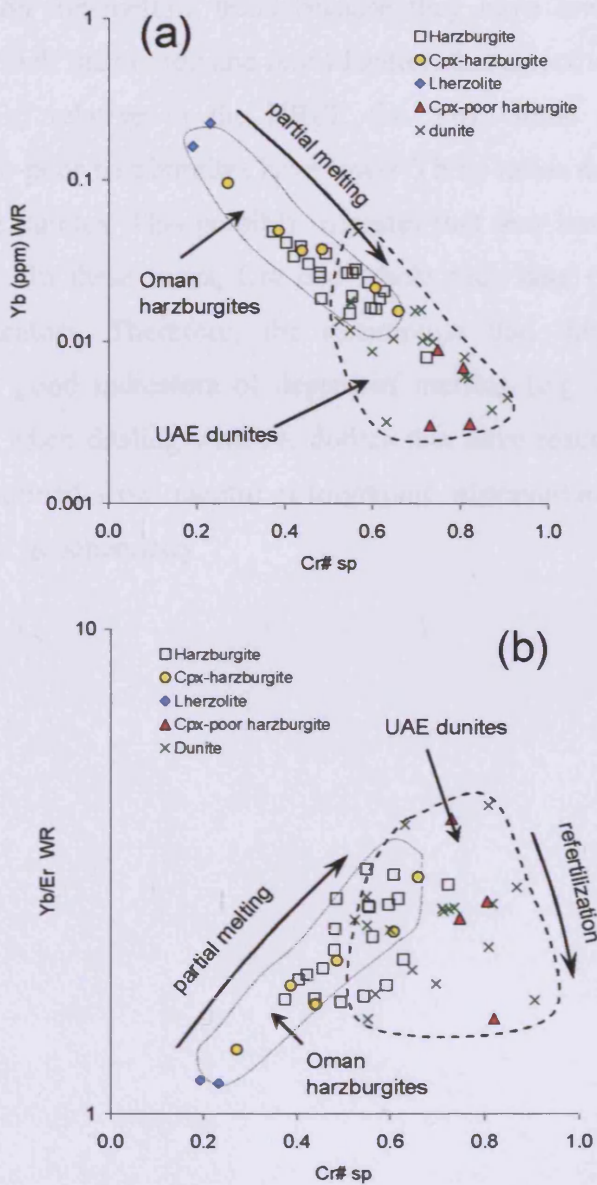 (a)
Harzburgite
Cpx-harzburgite
Lherzolite
Cpx-poor harburgite
dunite
partial melting
0.1
Yb (ppm) WR
Oman
harzburgites
0.01
UAE dunites
0.001
0.0 0.2 0.4 0.6 0.8 1.0
Cr# sp
10
(b)
Harzburgite
Cpx-harzburgite
Lherzolite
Cpx-poor harzburgite
Dunite
UAE dunites
refertilization
Yb/Er WR
partial melting
Oman
harzburgites
1
0.0 0.2 0.4 0.6 0.8 1.0
Cr# sp